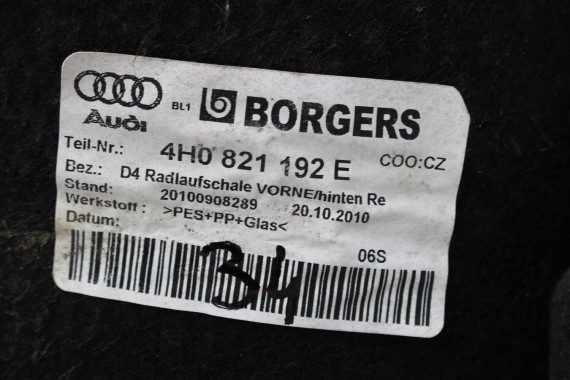 Audi BL1 BORGERS
Teil-Nr.: 4H0 821 192 E COO:CZ
Bez.: D4 Radlaufschale VORNE/hinten Re
Stand: 20100908289 20.10.2010
Werkstoff: >PES+PP+Glas<
Datum: 06S
34